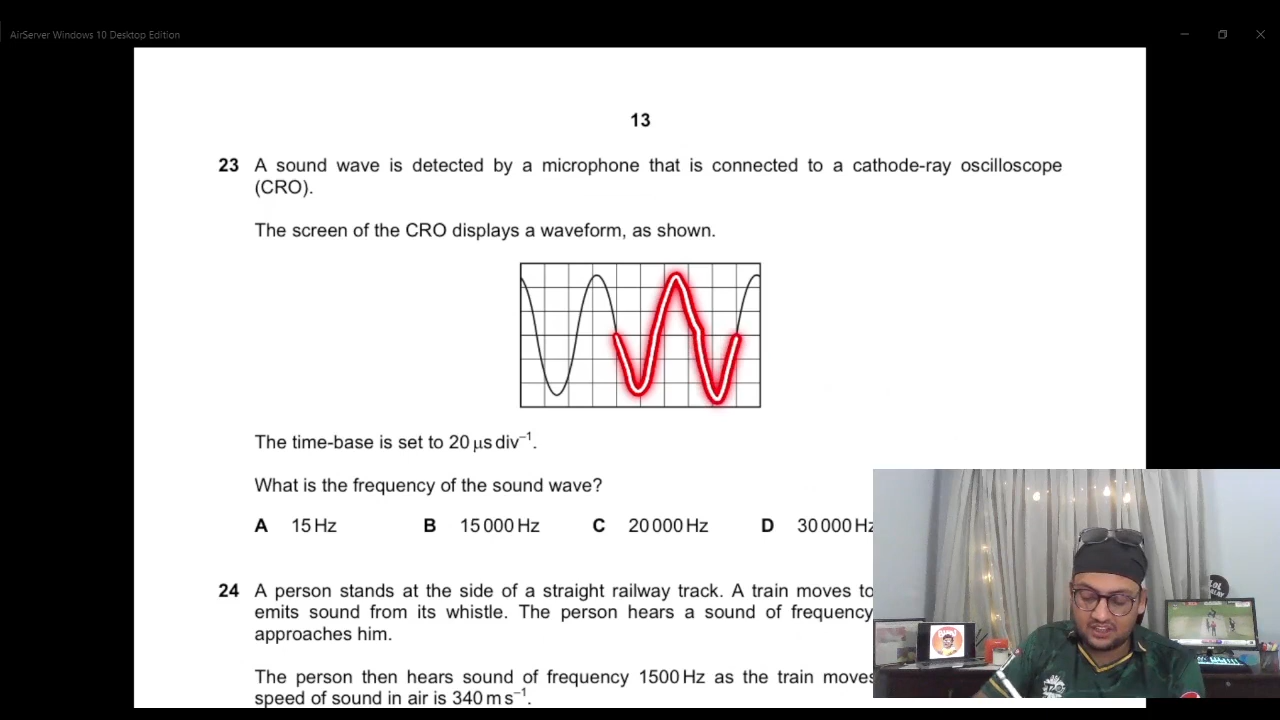 AirServer Windows 10 Desktop Edition
13
23 A sound wave is detected by a microphone that is connected to a cathode-ray oscilloscope
(CRO).
The screen of the CRO displays a waveform, as shown.
The time-base is set to 20 μs div⁻¹.
What is the frequency of the sound wave?
A 15 Hz B 15 000 Hz C 20 000 Hz D 30 000 Hz
24 A person stands at the side of a straight railway track. A train moves to
emits sound from its whistle. The person hears a sound of frequency
approaches him.
The person then hears sound of frequency 1500 Hz as the train moves
speed of sound in air is 340 m s⁻¹.